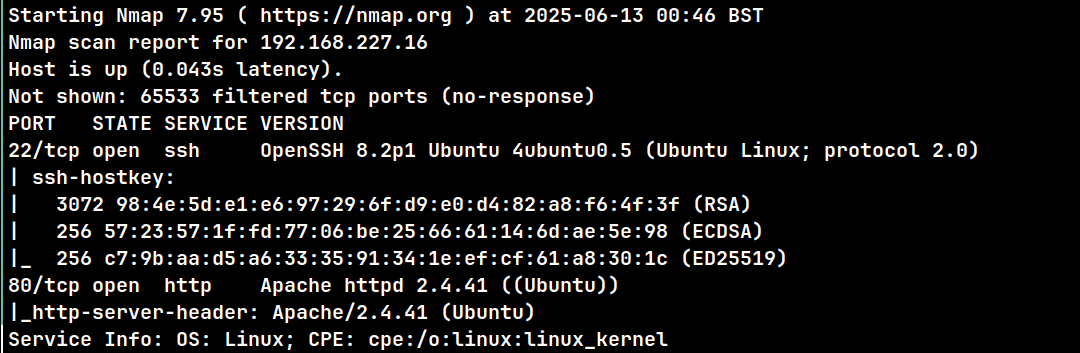 Starting Nmap 7.95 ( https://nmap.org ) at 2025-06-13 00:46 BST
Nmap scan report for 192.168.227.16
Host is up (0.043s latency).
Not shown: 65533 filtered tcp ports (no-response)
PORT   STATE SERVICE VERSION
22/tcp open  ssh     OpenSSH 8.2p1 Ubuntu 4ubuntu0.5 (Ubuntu Linux; protocol 2.0)
| ssh-hostkey:
|   3072 98:4e:5d:e1:e6:97:29:6f:d9:e0:d4:82:a8:f6:4f:3f (RSA)
|   256 57:23:57:1f:fd:77:06:be:25:66:61:14:6d:ae:5e:98 (ECDSA)
|_  256 c7:9b:aa:d5:a6:33:35:91:34:1e:ef:cf:61:a8:30:1c (ED25519)
80/tcp open  http    Apache httpd 2.4.41 ((Ubuntu))
|_http-server-header: Apache/2.4.41 (Ubuntu)
Service Info: OS: Linux; CPE: cpe:/o:linux:linux_kernel